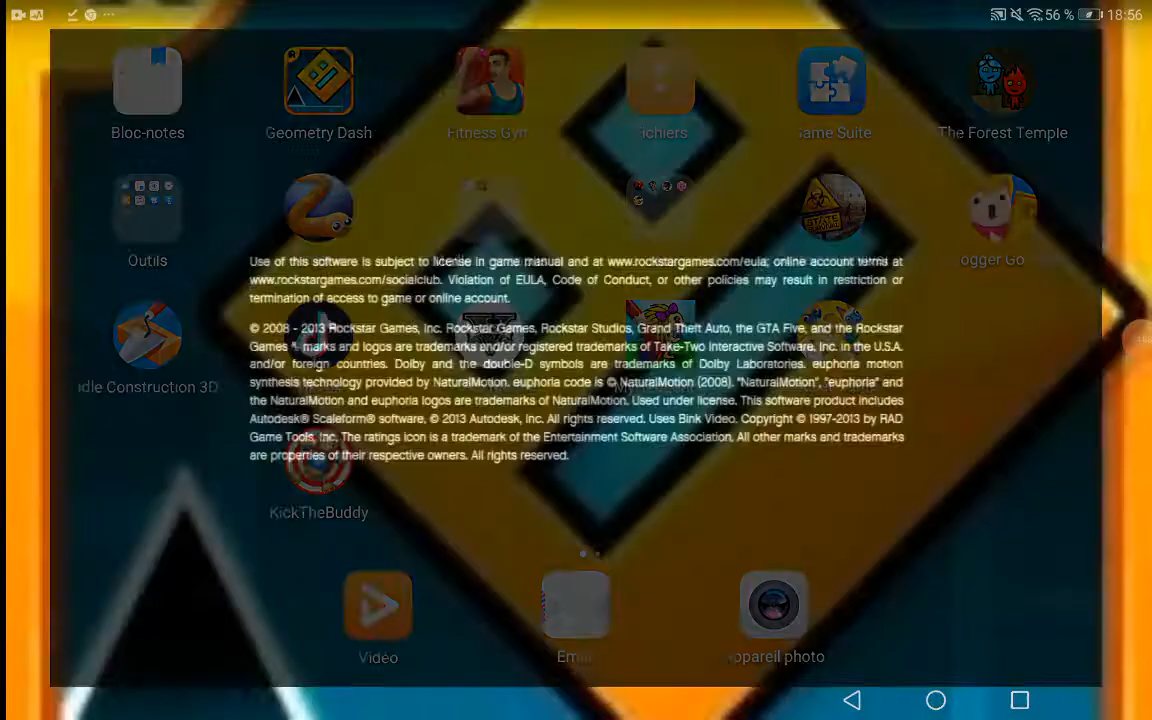 56 % 18:56
Bloc-notes Geometry Dash Fitness Gym Fichiers Game Suite The Forest Temple
Outils ogger Go
Use of this software is subject to license in game manual and at www.rockstargames.com/eula; online account terms at
www.rockstargames.com/socialclub. Violation of EULA, Code of Conduct, or other policies may result in restriction or
termination of access to game or online account.
© 2008 - 2013 Rockstar Games, Inc. Rockstar Games, Rockstar Studios, Grand Theft Auto, the GTA Five, and the Rockstar
Games R* marks and logos are trademarks and/or registered trademarks of Take-Two Interactive Software, Inc. in the U.S.A.
and/or foreign countries. Dolby and the double-D symbols are trademarks of Dolby Laboratories. euphoria motion
synthesis technology provided by NaturalMotion. euphoria code is © NaturalMotion (2008). "NaturalMotion", "euphoria" and
the NaturalMotion and euphoria logos are trademarks of NaturalMotion. Used under license. This software product includes
Autodesk® Scaleform® software, © 2013 Autodesk, Inc. All rights reserved. Uses Bink Video. Copyright © 1997-2013 by RAD
Game Tools, Inc. The ratings icon is a trademark of the Entertainment Software Association. All other marks and trademarks
are properties of their respective owners. All rights reserved.
Idle Construction 3D
KickTheBuddy
Vidéo Email Appareil photo